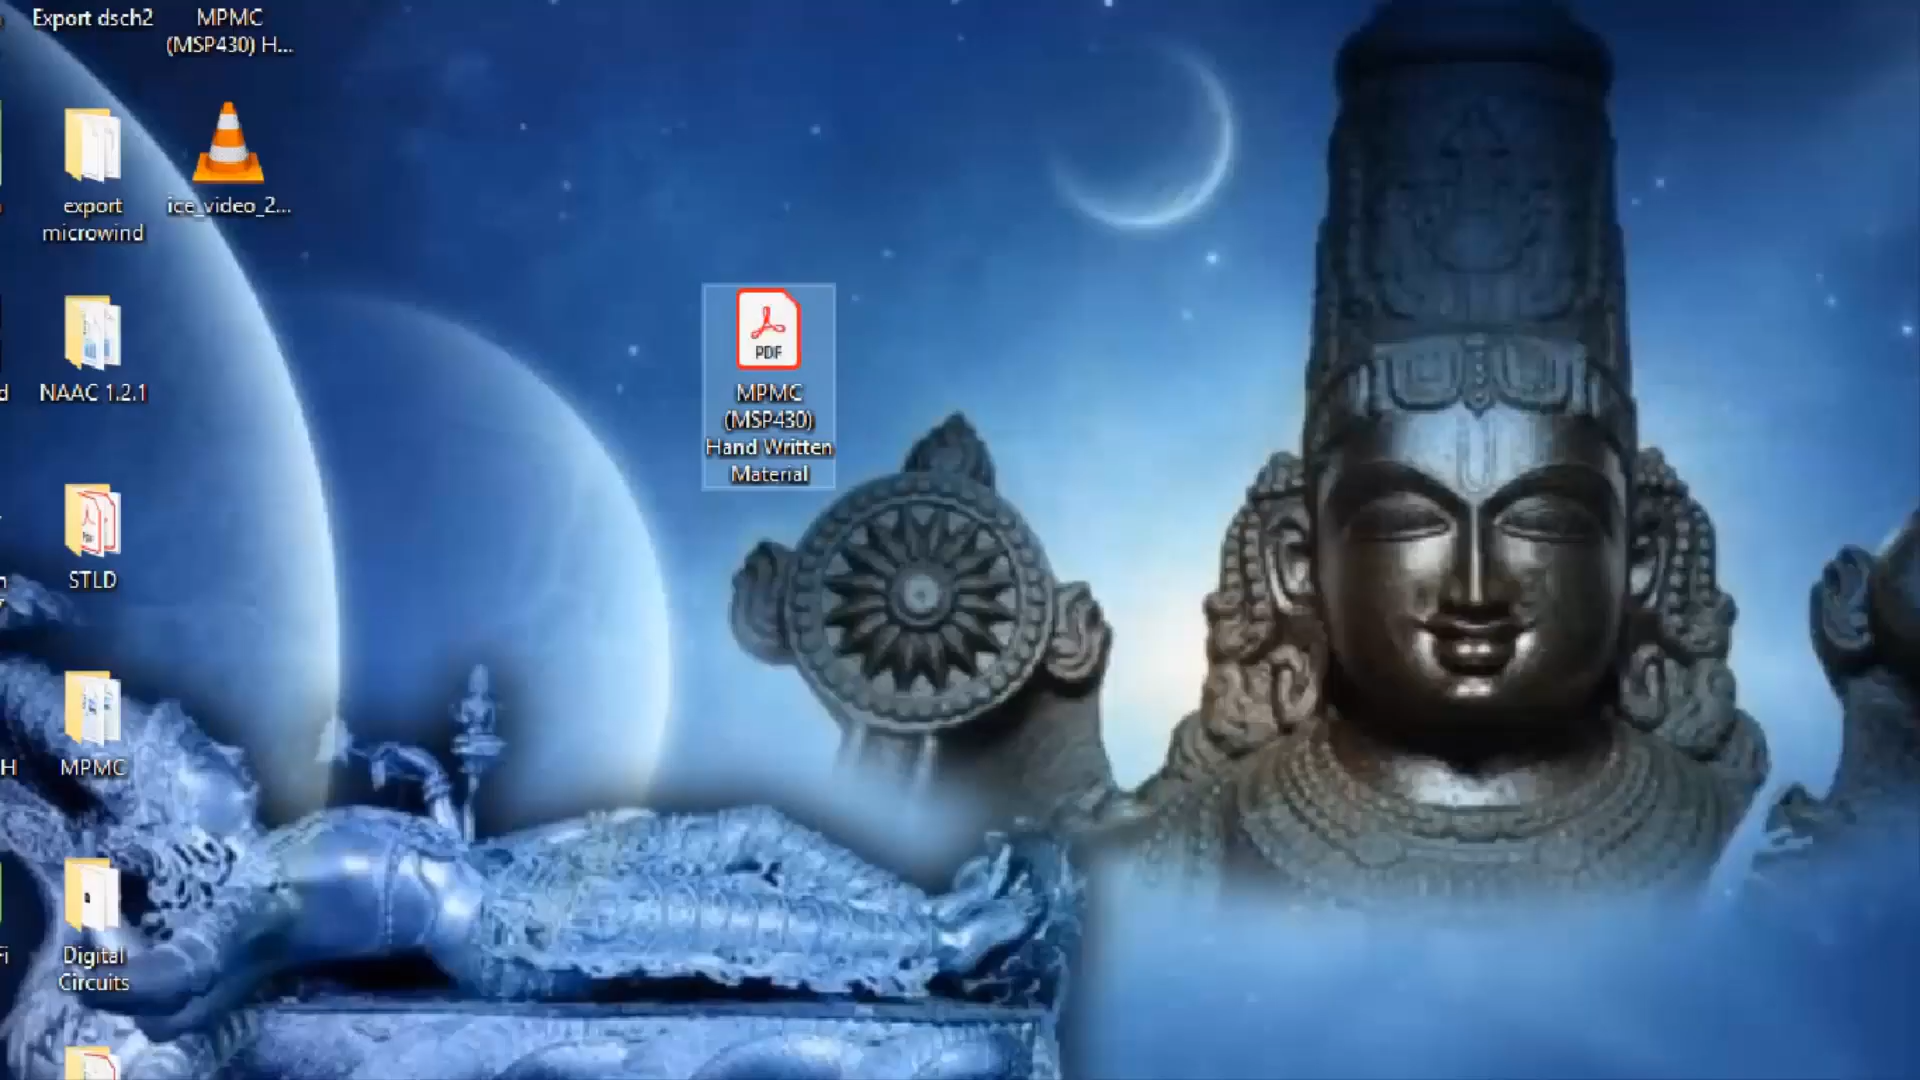 Export dsch2
MPMC
(MSP430) H...
export
microwind
ice_video_2...
NAAC 1.2.1
PDF
MPMC
(MSP430)
Hand Written
Material
STLD
MPMC
Digital
Circuits